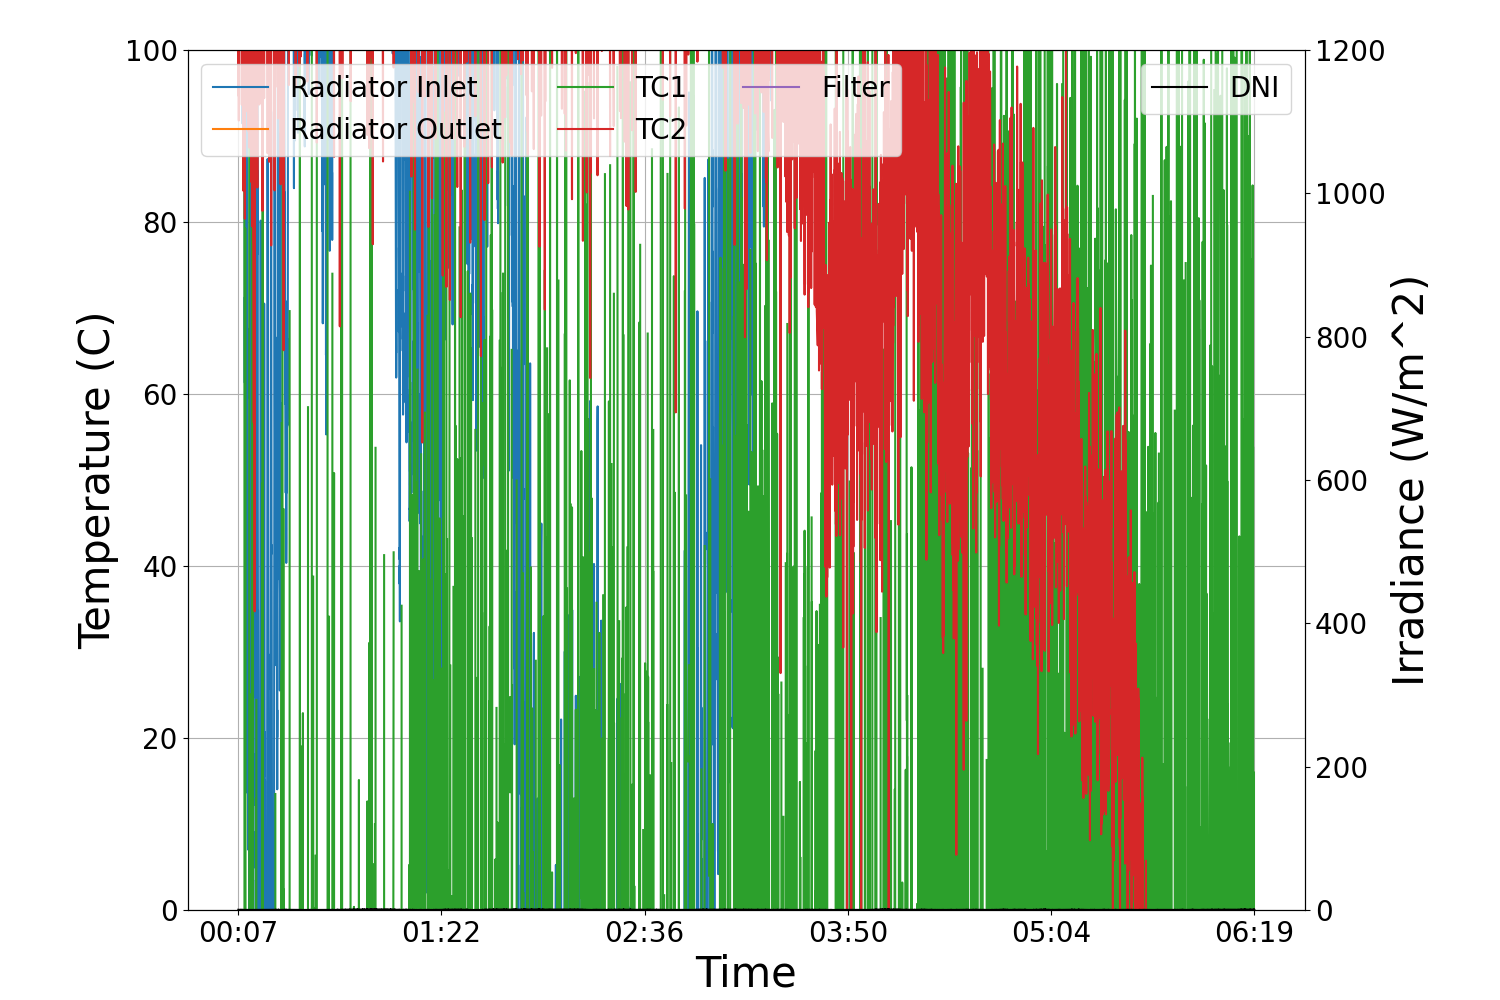 100
80
60
40
20
0
Temperature (C)
Radiator Inlet
Radiator Outlet
TC1
TC2
Filter
DNI
1200
1000
800
600
400
200
0
Irradiance (W/m^2)
00:07
01:22
02:36
03:50
05:04
06:19
Time